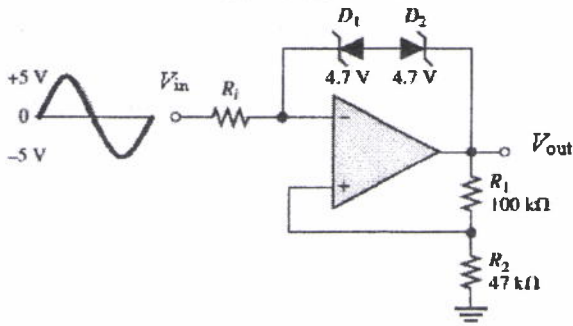 D1 D2
4.7 V 4.7 V
+5 V
0
−5 V
Vin
Ri
−
+
Vout
R1
100 kΩ
R2
47 kΩ